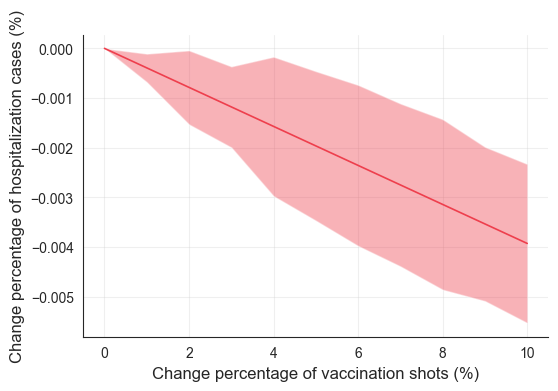 Change percentage of hospitalization cases (%)
0.000
−0.001
−0.002
−0.003
−0.004
−0.005
0 2 4 6 8 10
Change percentage of vaccination shots (%)